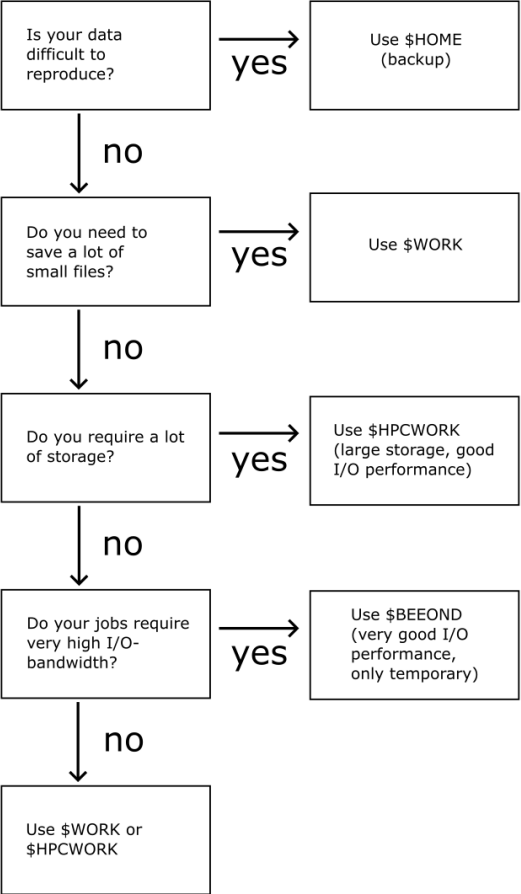 Is your data
difficult to
reproduce?
yes
Use $HOME
(backup)
no
Do you need to
save a lot of
small files?
yes
Use $WORK
no
Do you require a lot
of storage?
yes
Use $HPCWORK
(large storage, good
I/O performance)
no
Do your jobs require
very high I/O-
bandwidth?
yes
Use $BEEOND
(very good I/O
performance,
only temporary)
no
Use $WORK or
$HPCWORK